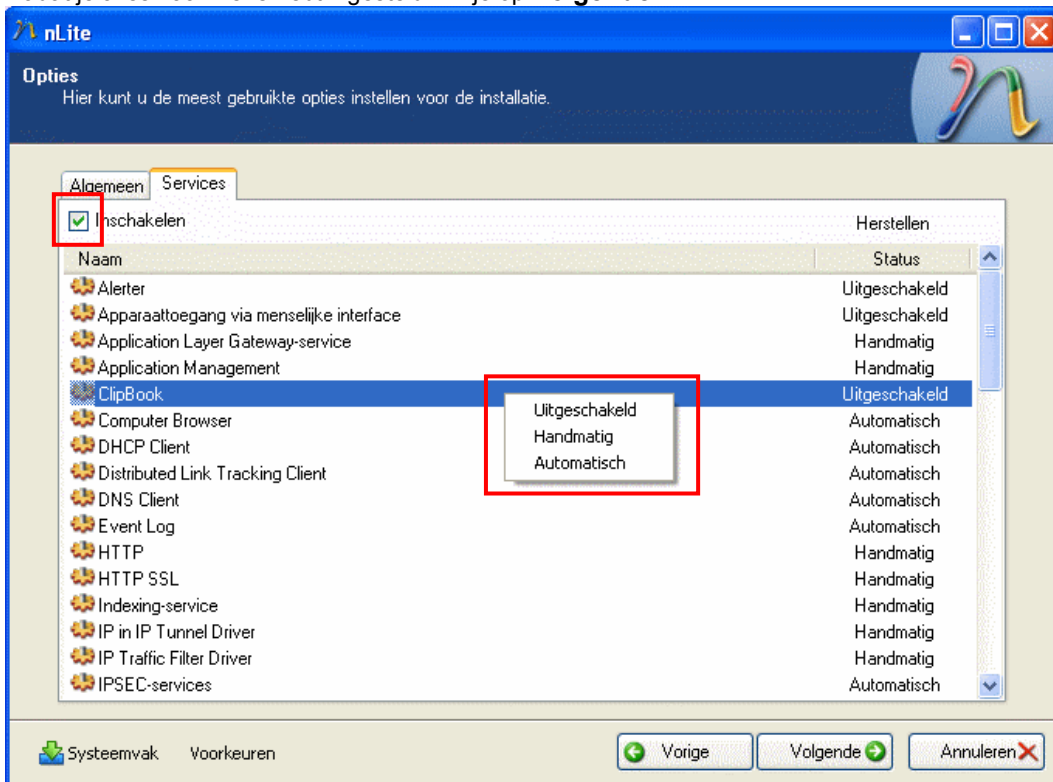 nLite
Opties
Hier kunt u de meest gebruikte opties instellen voor de installatie.
Algemeen Services
Inschakelen Herstellen
Naam Status
Alerter Uitgeschakeld
Apparaattoegang via menselijke interface Uitgeschakeld
Application Layer Gateway-service Handmatig
Application Management Handmatig
ClipBook Uitgeschakeld
Uitgeschakeld
Handmatig
Automatisch
Computer Browser Automatisch
DHCP Client Automatisch
Distributed Link Tracking Client Automatisch
DNS Client Automatisch
Event Log Automatisch
HTTP Handmatig
HTTP SSL Handmatig
Indexing-service Handmatig
IP in IP Tunnel Driver Handmatig
IP Traffic Filter Driver Handmatig
IPSEC-services Automatisch
Systeemvak Voorkeuren Vorige Volgende Annuleren